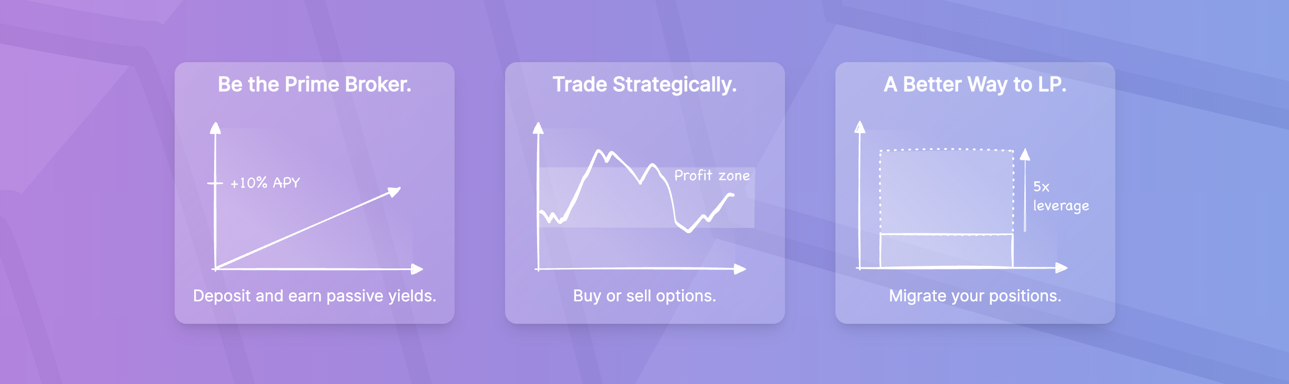 Be the Prime Broker.
+10% APY
Deposit and earn passive yields.
Trade Strategically.
Profit zone
Buy or sell options.
A Better Way to LP.
5x
leverage
Migrate your positions.